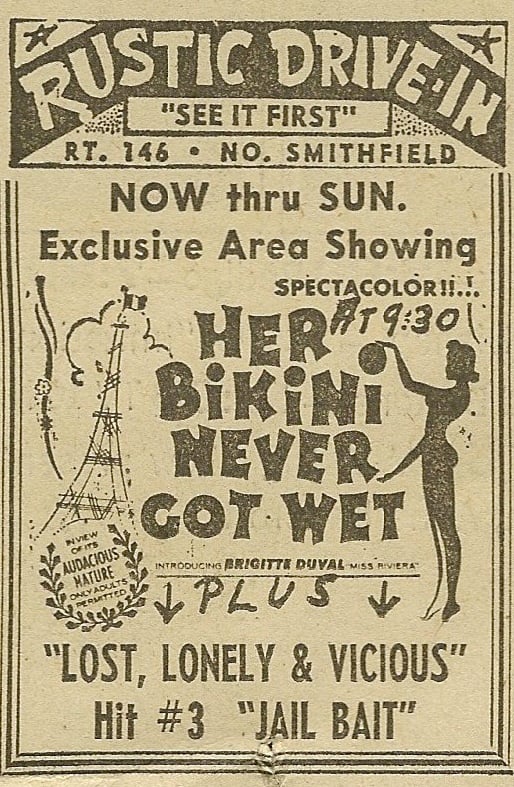 RUSTIC DRIVE-IN
"SEE IT FIRST"
RT. 146 • NO. SMITHFIELD
NOW thru SUN.
Exclusive Area Showing
SPECTACOLOR!!.!.
AT 9:30
HER
BIKINI
NEVER
GOT WET
IN VIEW
OF ITS
AUDACIOUS
NATURE
ONLY ADULTS
PERMITTED
INTRODUCING BRIGITTE DUVAL "MISS RIVIERA"
↓ PLUS ↓
"LOST, LONELY & VICIOUS"
Hit #3 "JAIL BAIT"